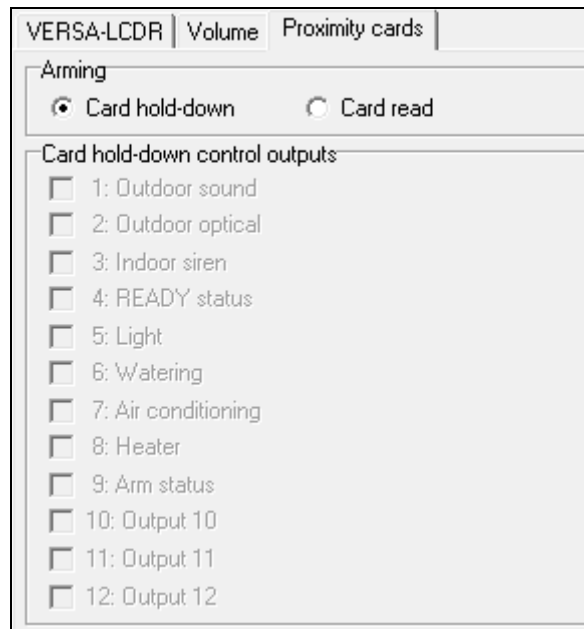 VERSA-LCDR Volume Proximity cards
Arming
Card hold-down Card read
Card hold-down control outputs
1: Outdoor sound
2: Outdoor optical
3: Indoor siren
4: READY status
5: Light
6: Watering
7: Air conditioning
8: Heater
9: Arm status
10: Output 10
11: Output 11
12: Output 12